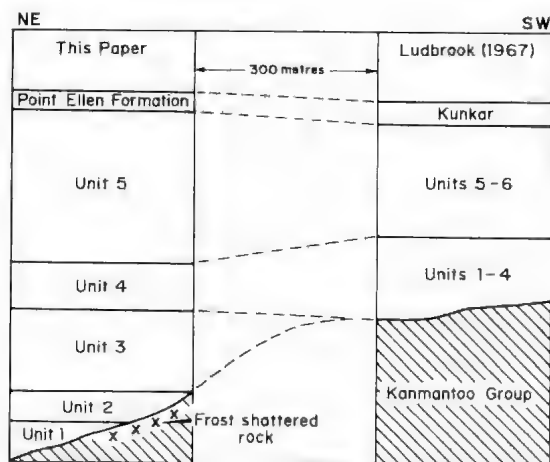 NE
SW
This Paper
300 metres
Ludbrook (1967)
Point Ellen Formation
Kunkar
Unit 5
Units 5-6
Unit 4
Units 1-4
Unit 3
Kanmantoo Group
Unit 2
Frost shattered
rock
Unit 1
x x x x